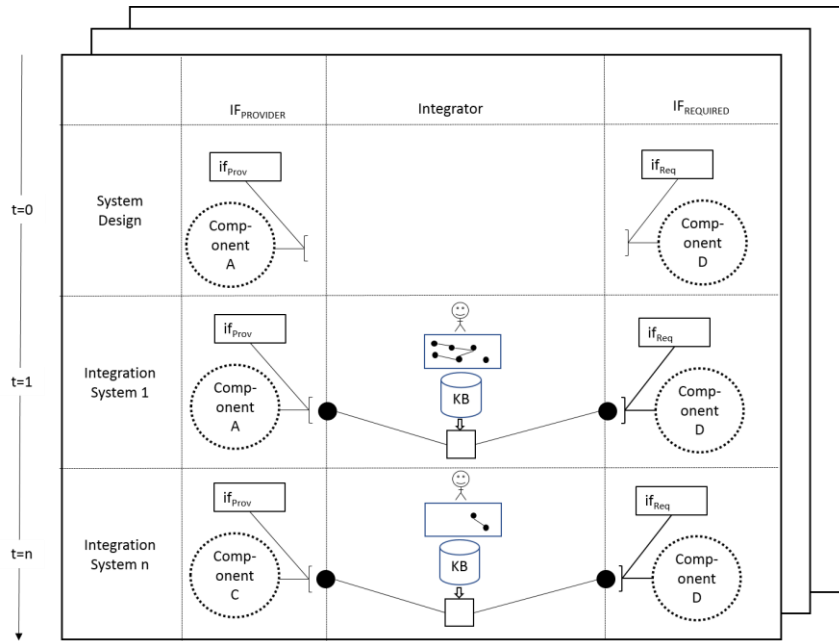 IF_PROVIDER Integrator IF_REQUIRED
if_Prov if_Req
t=0 System
Design
Comp-
onent
A
Comp-
onent
D
if_Prov if_Req
t=1 Integration
System 1
Comp-
onent
A
KB
Comp-
onent
D
if_Prov if_Req
t=n Integration
System n
Comp-
onent
C
KB
Comp-
onent
D